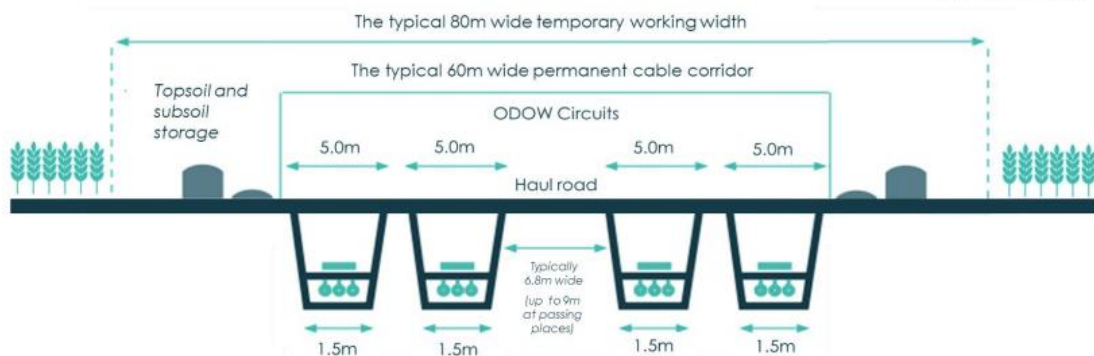 The typical 80m wide temporary working width
The typical 60m wide permanent cable corridor
Topsoil and
subsoil
storage
ODOW Circuits
5.0m
5.0m
5.0m
5.0m
Haul road
Typically
6.8m wide
(up to 9m
at passing
places)
1.5m
1.5m
1.5m
1.5m